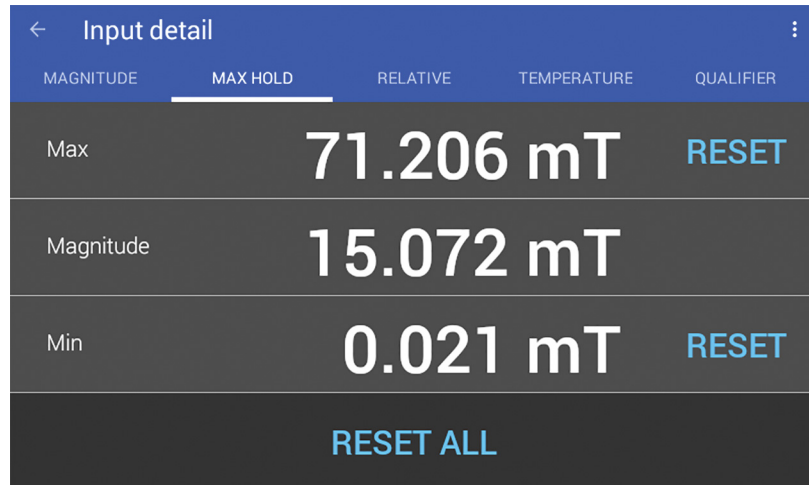 Input detail
MAGNITUDE MAX HOLD RELATIVE TEMPERATURE QUALIFIER
Max 71.206 mT RESET
Magnitude 15.072 mT
Min 0.021 mT RESET
RESET ALL